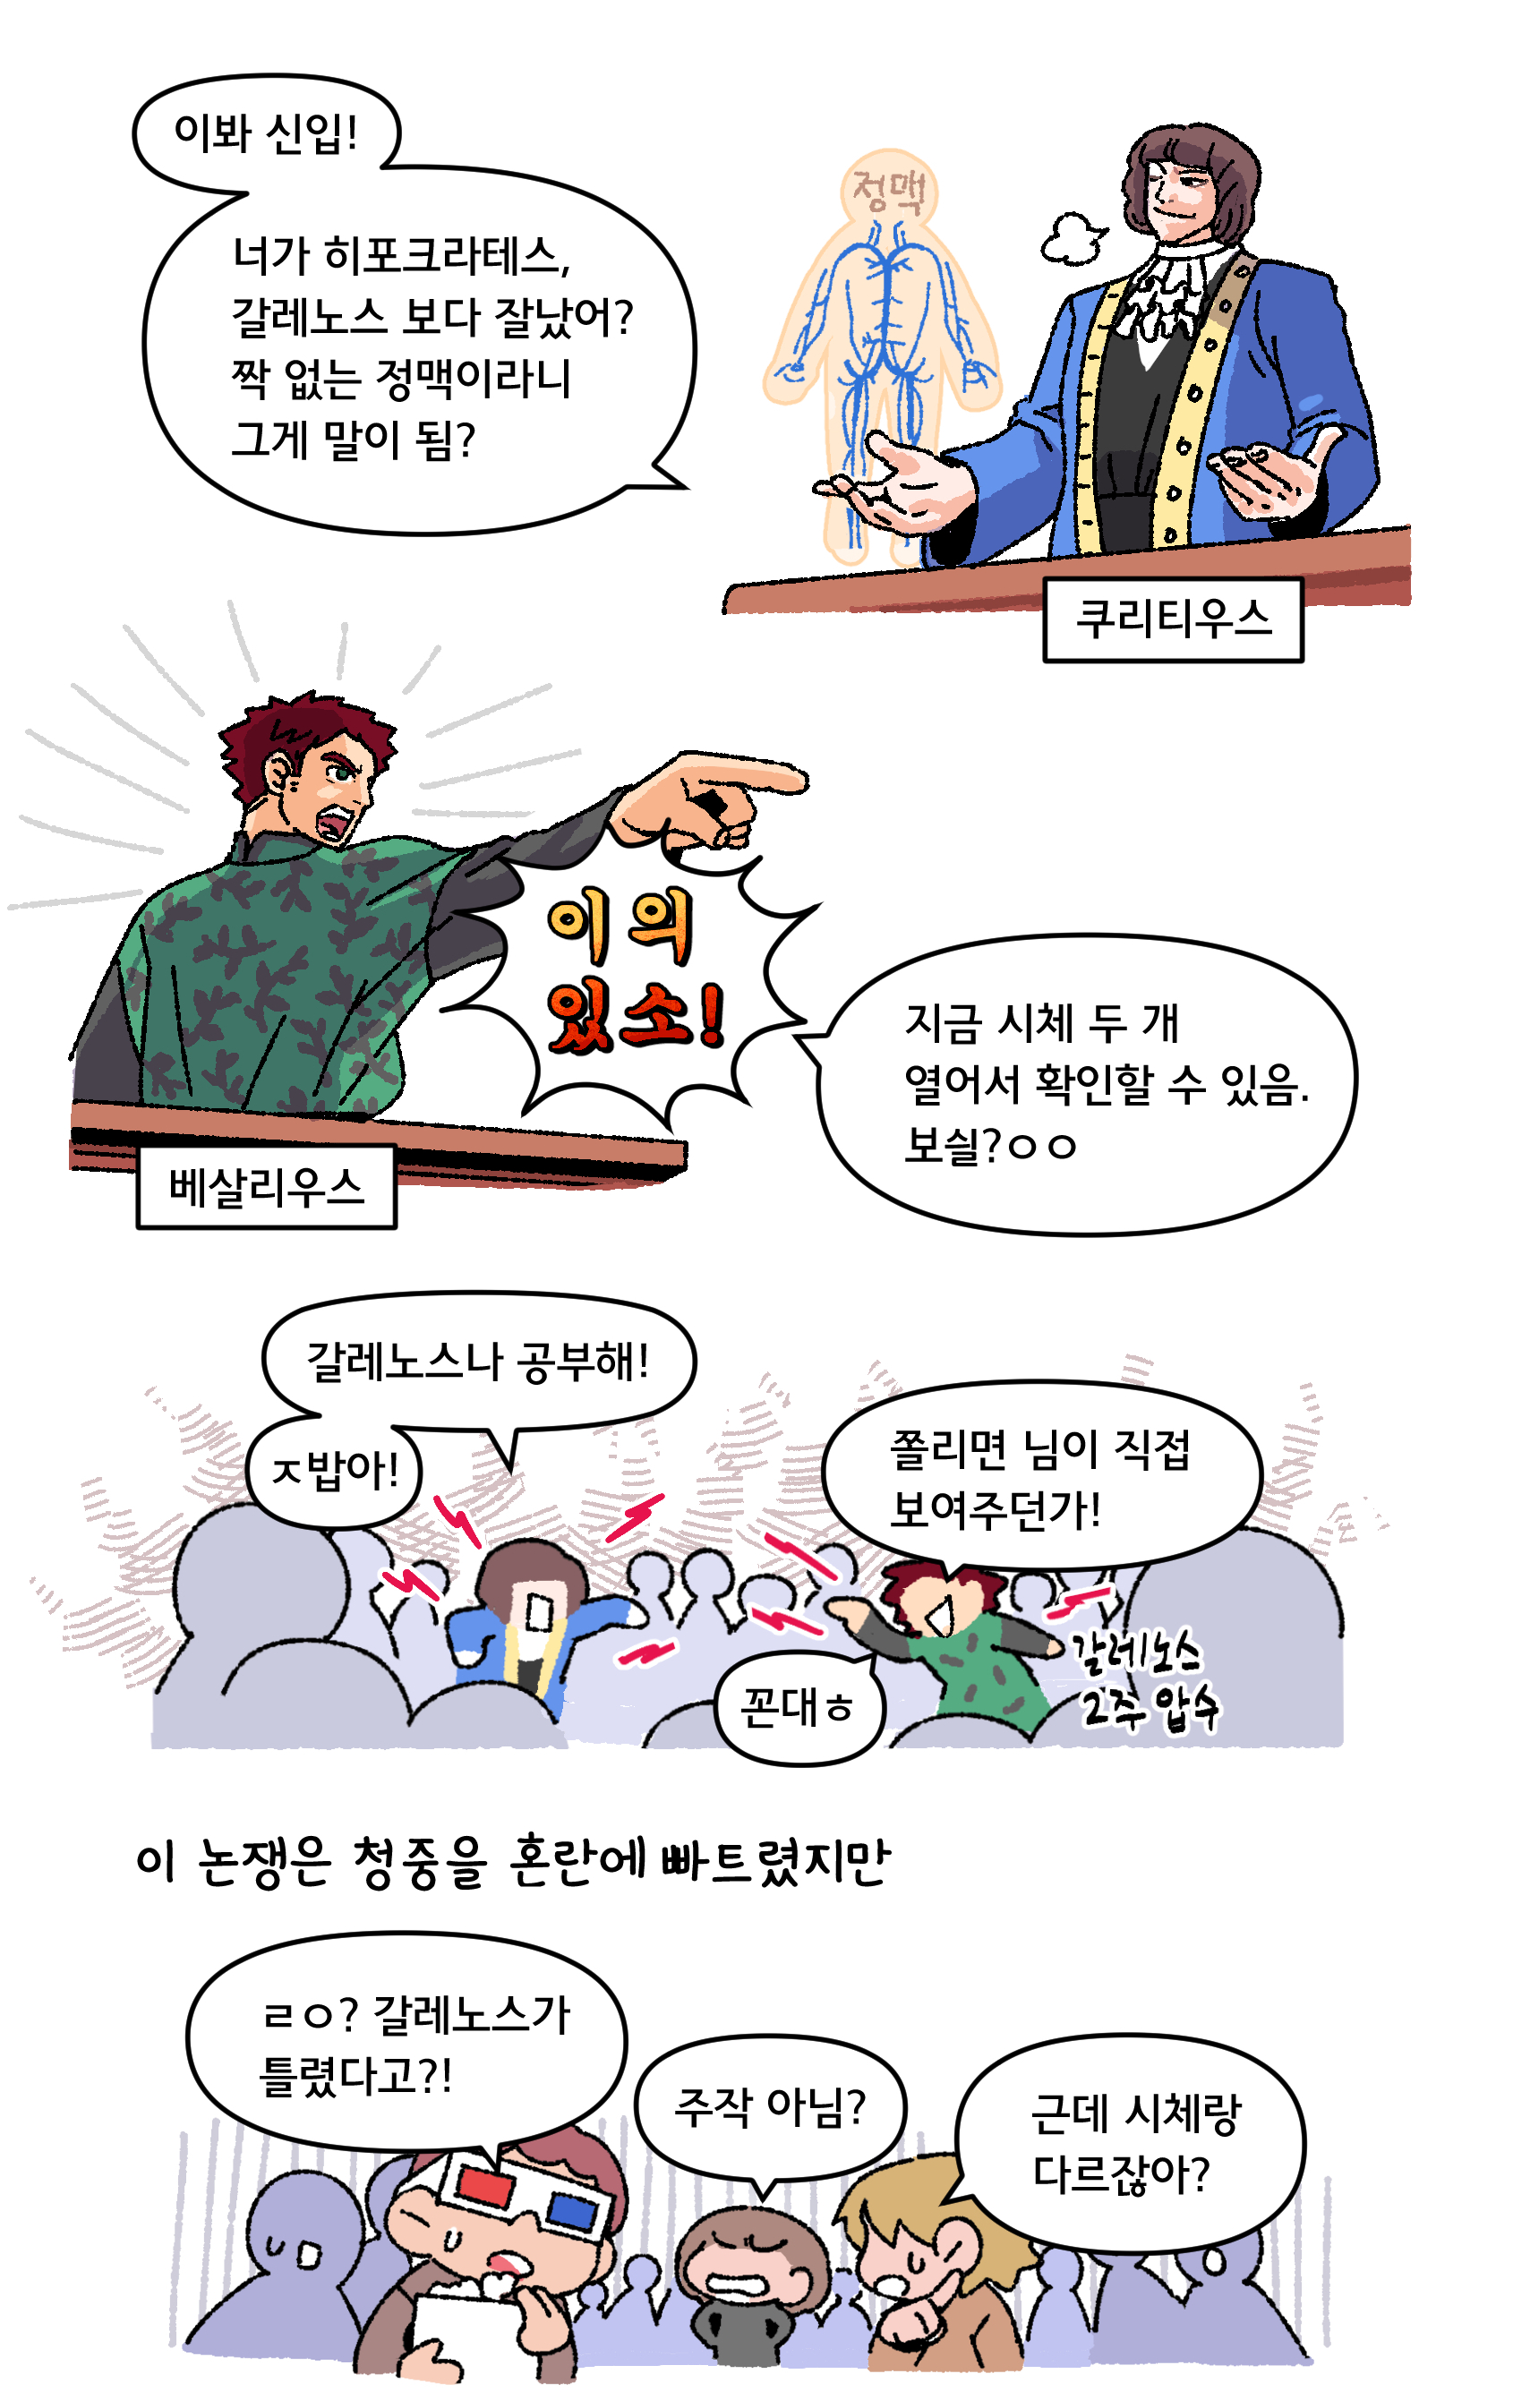 이봐 신입!
너가 히포크라테스,
갈레노스 보다 잘났어?
짝 없는 정맥이라니
그게 말이 됨?
정맥
쿠리티우스
이의
있소!
지금 시체 두 개
열어서 확인할 수 있음.
보실?ㅇㅇ
베살리우스
갈레노스나 공부해!
ㅈ밥아!
쫄리면 님이 직접
보여주던가!
꼰대ㅎ
갈레노스
2주 압수
이 논쟁은 청중을 혼란에 빠트렸지만
ㄹㅇ? 갈레노스가
틀렸다고?!
주작 아님?
근데 시체랑
다르잖아?